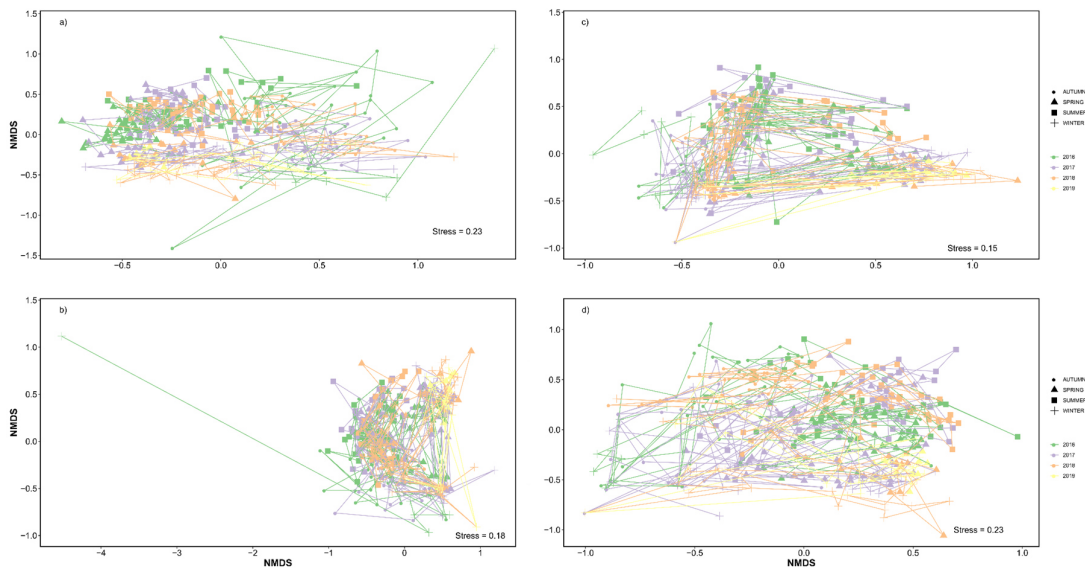 a)
1.5
1.0
0.5
0.0
−0.5
−1.0
−1.5
NMDS
Stress = 0.23
−0.5 0.0 0.5 1.0
c)
1.5
1.0
0.5
0.0
−0.5
−1.0
Stress = 0.15
−1.0 −0.5 0.0 0.5 1.0
AUTUMN
SPRING
SUMMER
WINTER
2016
2017
2018
2019
b)
1.5
1.0
0.5
0.0
−0.5
−1.0
NMDS
Stress = 0.18
−4 −3 −2 −1 0 1
NMDS
d)
1.0
0.5
0.0
−0.5
−1.0
Stress = 0.23
−1.0 −0.5 0.0 0.5 1.0
NMDS
AUTUMN
SPRING
SUMMER
WINTER
2016
2017
2018
2019